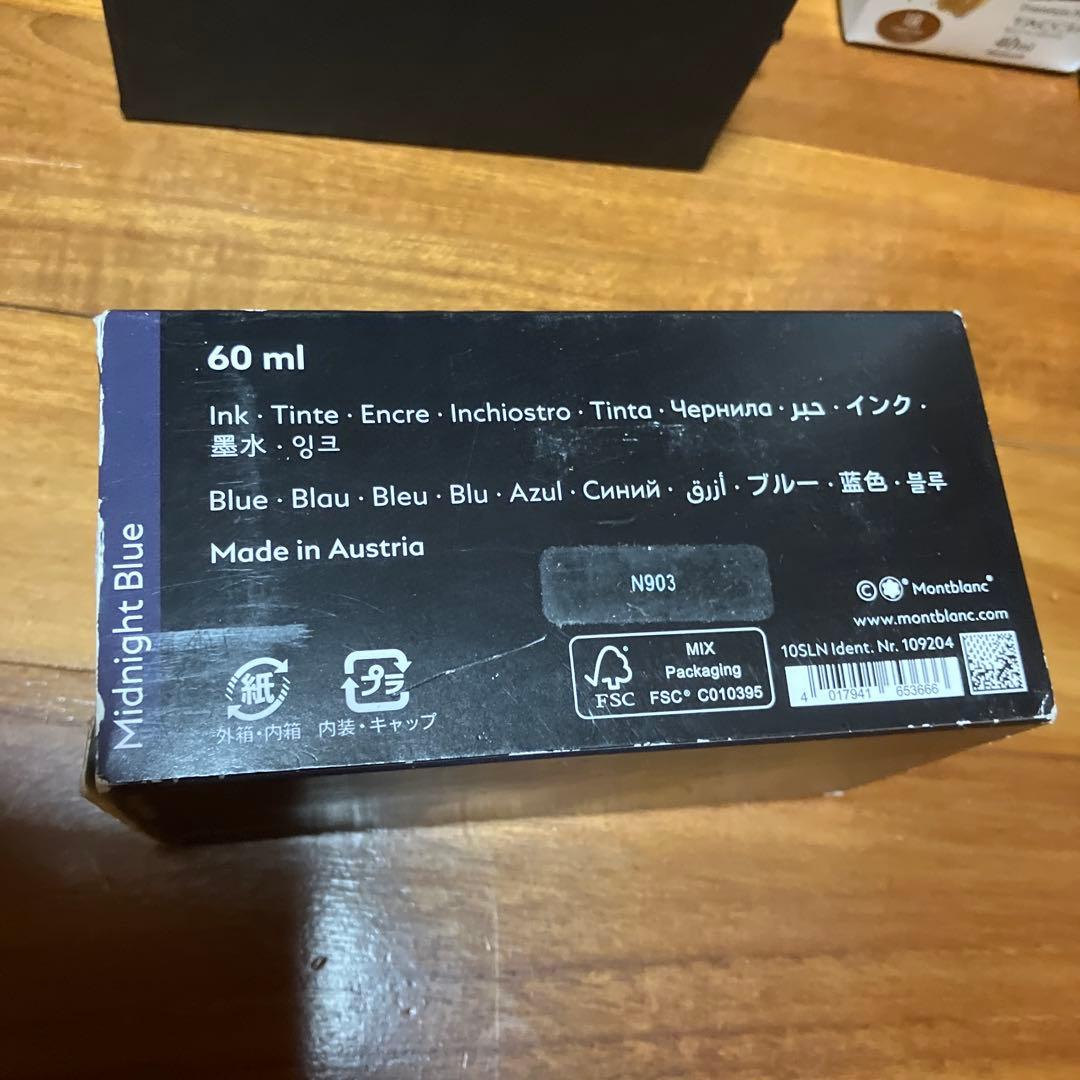 60 ml
Ink · Tinte · Encre · Inchiostro · Tinta · Чернила · حبر · インク ·
墨水 · 잉크
Blue · Blau · Bleu · Blu · Azul · Синий · أزرق · ブルー · 蓝色 · 블루
Made in Austria
Midnight Blue
N903
© Montblanc®
www.montblanc.com
10SLN Ident. Nr. 109204
4 017941 653666
MIX
Packaging
FSC FSC® C010395
紙
外箱・内箱
プラ
内装・キャップ